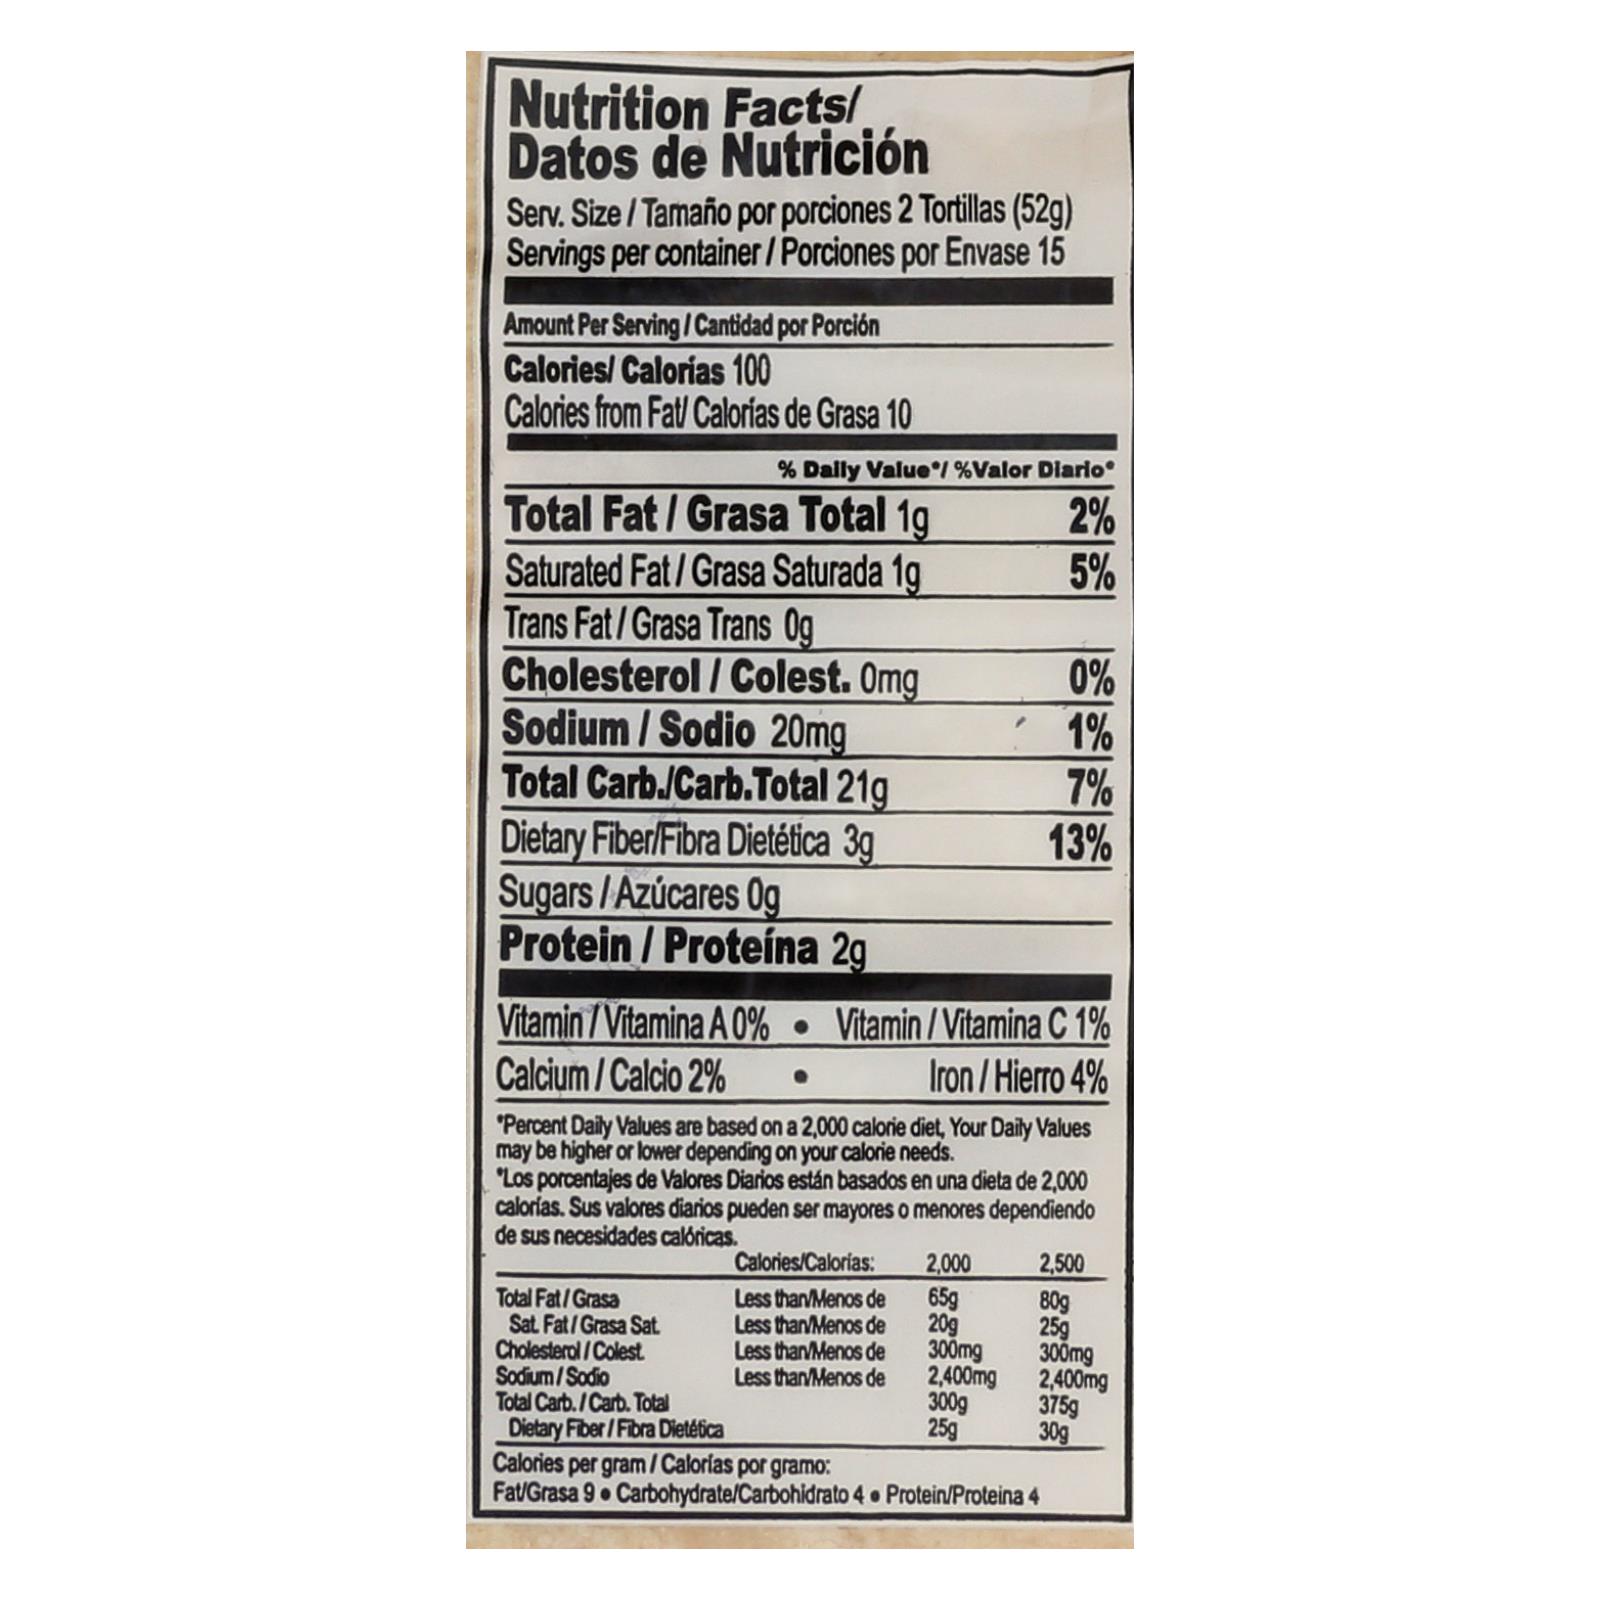 Nutrition Facts/
Datos de Nutrición
Serv. Size / Tamaño por porciones 2 Tortillas (52g)
Servings per container / Porciones por Envase 15
Amount Per Serving / Cantidad por Porción
Calories/ Calorías 100
Calories from Fat/ Calorías de Grasa 10
% Daily Value*/ %Valor Diario*
Total Fat / Grasa Total 1g 2%
Saturated Fat / Grasa Saturada 1g 5%
Trans Fat / Grasa Trans 0g
Cholesterol / Colest. 0mg 0%
Sodium / Sodio 20mg 1%
Total Carb./Carb.Total 21g 7%
Dietary Fiber/Fibra Dietética 3g 13%
Sugars / Azúcares 0g
Protein / Proteína 2g
Vitamin / Vitamina A 0% • Vitamin / Vitamina C 1%
Calcium / Calcio 2% • Iron / Hierro 4%
*Percent Daily Values are based on a 2,000 calorie diet, Your Daily Values
may be higher or lower depending on your calorie needs.
*Los porcentajes de Valores Diarios están basados en una dieta de 2,000
calorías. Sus valores diarios pueden ser mayores o menores dependiendo
de sus necesidades calóricas.
Calories/Calorías: 2,000 2,500
Total Fat / Grasa Less than/Menos de 65g 80g
Sat. Fat / Grasa Sat. Less than/Menos de 20g 25g
Cholesterol / Colest. Less than/Menos de 300mg 300mg
Sodium / Sodio Less than/Menos de 2,400mg 2,400mg
Total Carb. / Carb. Total 300g 375g
Dietary Fiber / Fibra Dietética 25g 30g
Calories per gram / Calorías por gramo:
Fat/Grasa 9 • Carbohydrate/Carbohidrato 4 • Protein/Proteina 4